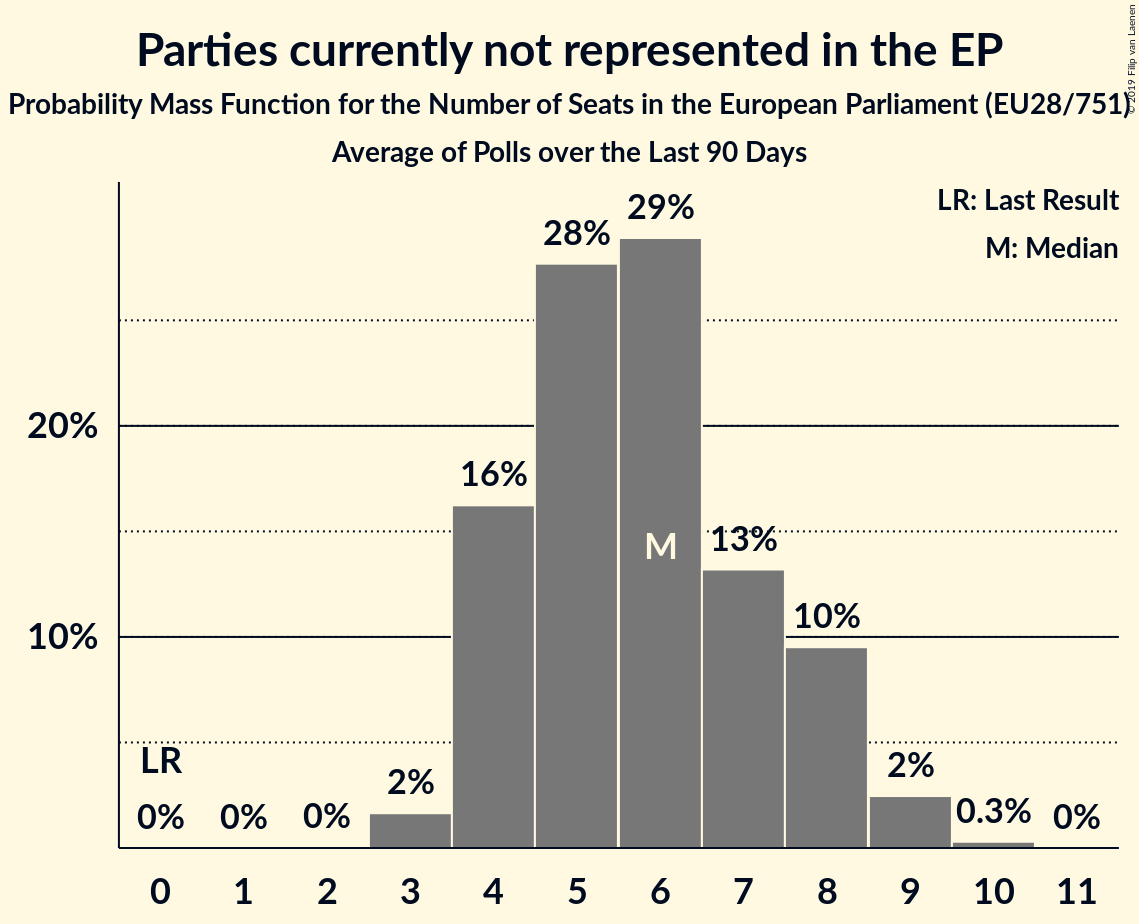 Parties currently not represented in the EP
Probability Mass Function for the Number of Seats in the European Parliament (EU28/751)
Average of Polls over the Last 90 Days
© 2019 Filip van Laenen
LR: Last Result
M: Median
29%
28%
20%
16%
M
13%
10%
10%
LR
2%
2%
0%
0%
0%
0.3%
0%
0 1 2 3 4 5 6 7 8 9 10 11